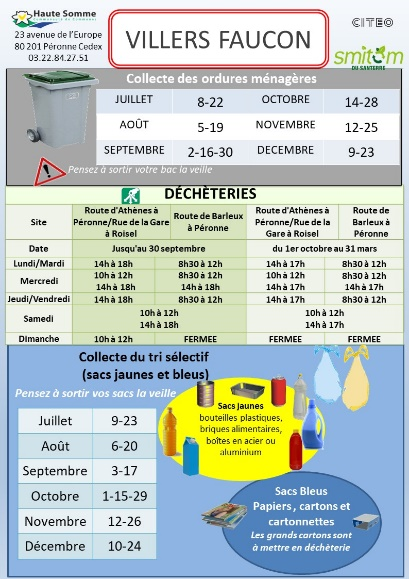 Haute Somme
23 avenue de l'Europe
80 201 Péronne Cedex
03.22.84.27.51
VILLERS FAUCON
CITEO
smitom
DU SANTERRE
Collecte des ordures ménagères
JUILLET 8-22 OCTOBRE 14-28
AOÛT 5-19 NOVEMBRE 12-25
SEPTEMBRE 2-16-30 DECEMBRE 9-23
Pensez à sortir votre bac la veille
DÉCHÈTERIES
Site Route d'Athènes à Péronne/Rue de la Gare à Roisel Route de Barleux à Péronne Route d'Athènes à Péronne/Rue de la Gare à Roisel Route de Barleux à Péronne
Date Jusqu'au 30 septembre du 1er octobre au 31 mars
Lundi/Mardi 14h à 18h 8h30 à 12h 14h à 17h 8h30 à 12h
Mercredi 10h à 12h 8h30 à 12h 10h à 12h 8h30 à 12h
14h à 18h 14h à 18h 14h à 17h 14h à 17h
Jeudi/Vendredi 14h à 18h 8h30 à 12h 14h à 17h 8h30 à 12h
Samedi 10h à 12h 10h à 12h
14h à 18h 14h à 17h
Dimanche 10h à 12h FERMEE FERMEE FERMEE
Collecte du tri sélectif
(sacs jaunes et bleus)
Pensez à sortir vos sacs la veille
Juillet 9-23
Août 6-20
Septembre 3-17
Octobre 1-15-29
Novembre 12-26
Décembre 10-24
Sacs jaunes
bouteilles plastiques,
briques alimentaires,
boîtes en acier ou
aluminium
Sacs Bleus
Papiers , cartons et
cartonnettes
Les grands cartons sont
à mettre en déchèterie